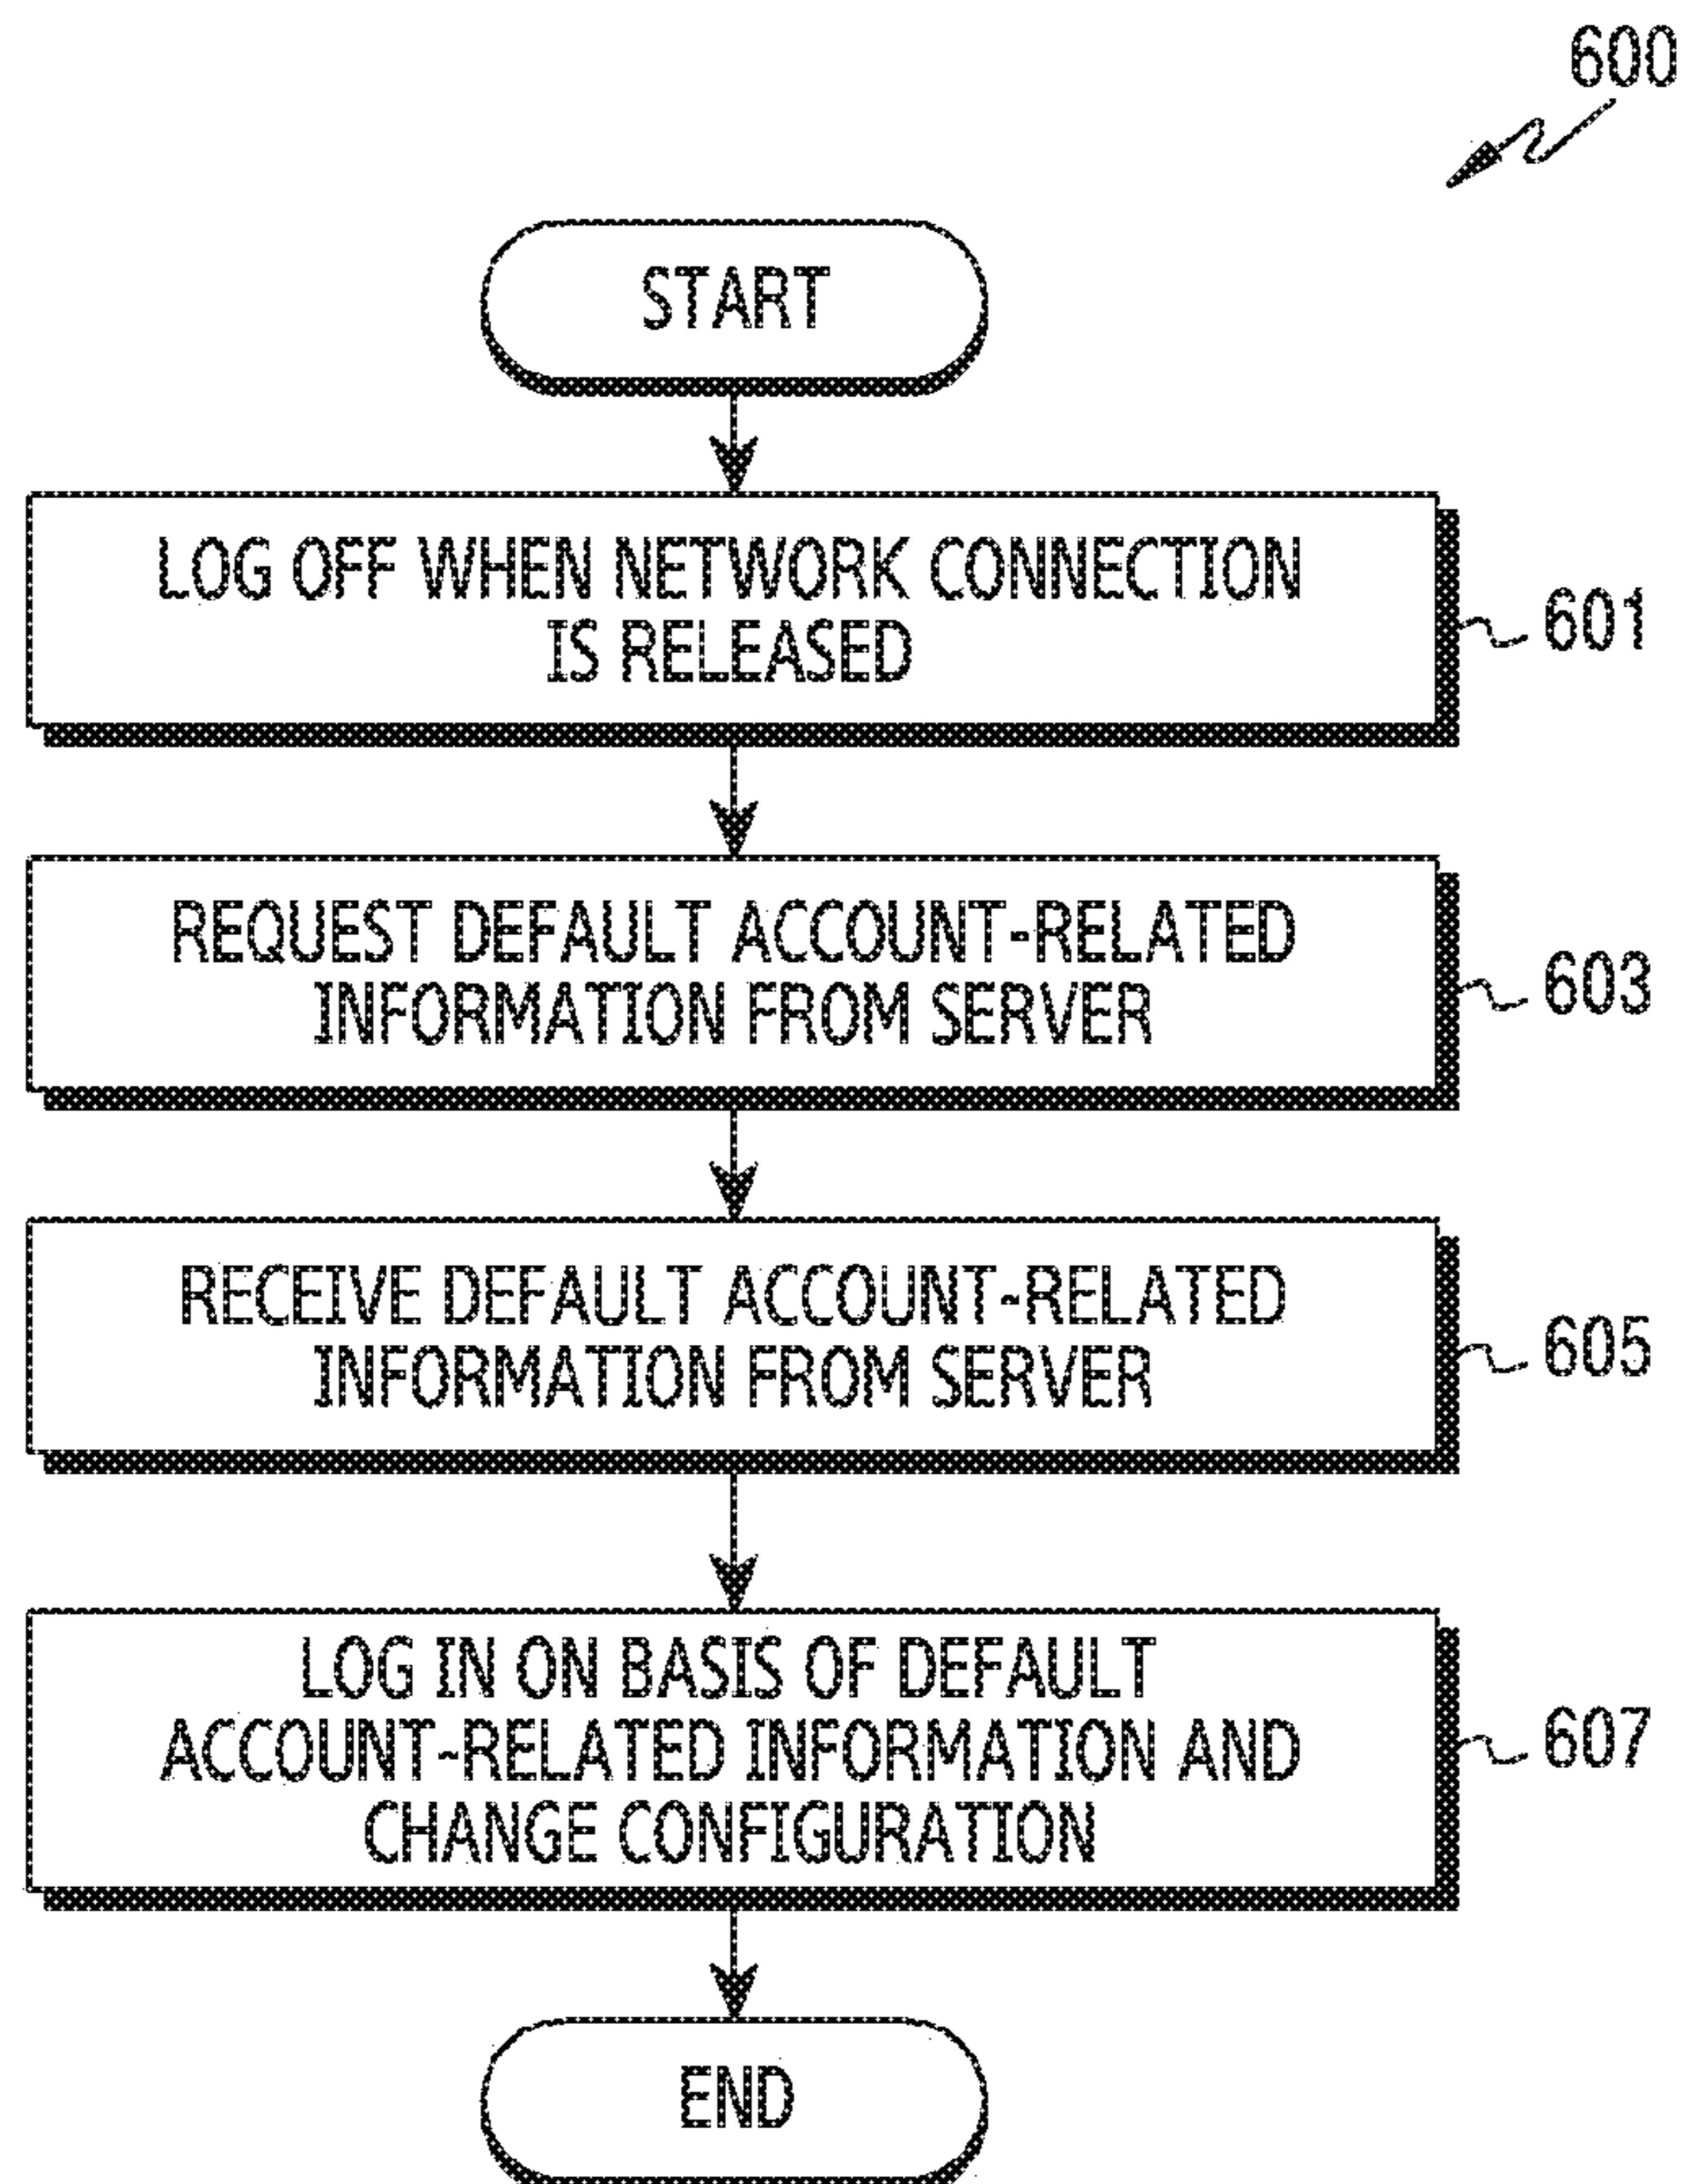 600
START
LOG OFF WHEN NETWORK CONNECTION
IS RELEASED
601
REQUEST DEFAULT ACCOUNT-RELATED
INFORMATION FROM SERVER
603
RECEIVE DEFAULT ACCOUNT-RELATED
INFORMATION FROM SERVER
605
LOG IN ON BASIS OF DEFAULT
ACCOUNT-RELATED INFORMATION AND
CHANGE CONFIGURATION
607
END